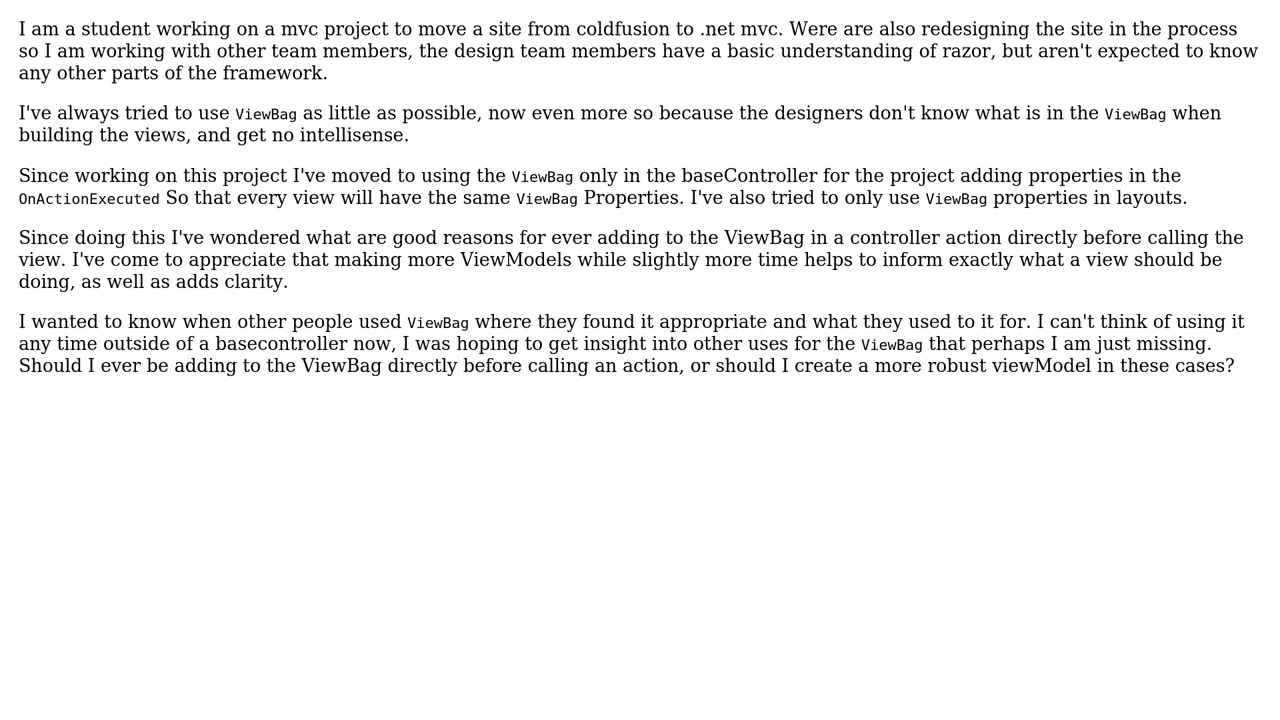 I am a student working on a mvc project to move a site from coldfusion to .net mvc. Were are also redesigning the site in the process
so I am working with other team members, the design team members have a basic understanding of razor, but aren't expected to know
any other parts of the framework.
I've always tried to use ViewBag as little as possible, now even more so because the designers don't know what is in the ViewBag when
building the views, and get no intellisense.
Since working on this project I've moved to using the ViewBag only in the baseController for the project adding properties in the
OnActionExecuted So that every view will have the same ViewBag Properties. I've also tried to only use ViewBag properties in layouts.
Since doing this I've wondered what are good reasons for ever adding to the ViewBag in a controller action directly before calling the
view. I've come to appreciate that making more ViewModels while slightly more time helps to inform exactly what a view should be
doing, as well as adds clarity.
I wanted to know when other people used ViewBag where they found it appropriate and what they used to it for. I can't think of using it
any time outside of a basecontroller now, I was hoping to get insight into other uses for the ViewBag that perhaps I am just missing.
Should I ever be adding to the ViewBag directly before calling an action, or should I create a more robust viewModel in these cases?